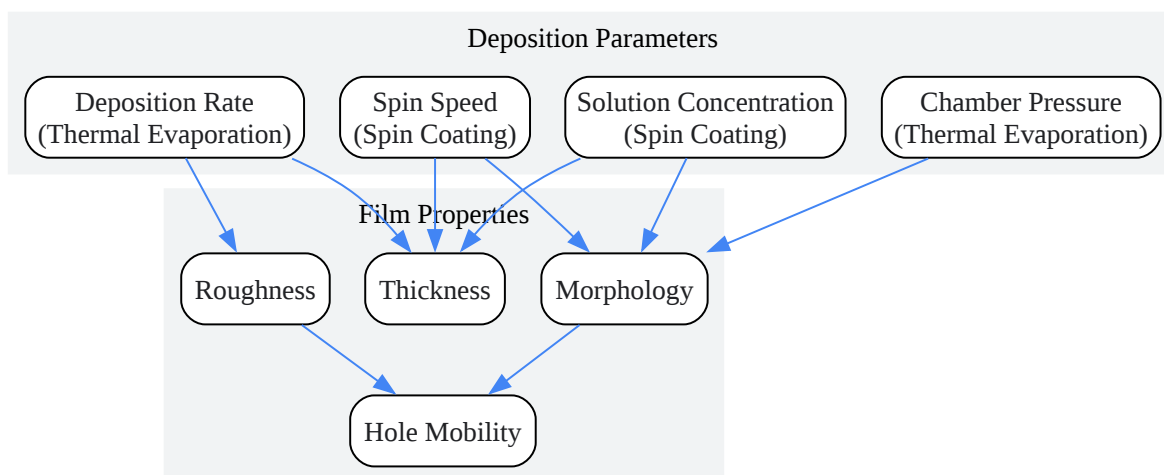 Deposition Parameters
Deposition Rate
(Thermal Evaporation)
Spin Speed
(Spin Coating)
Solution Concentration
(Spin Coating)
Chamber Pressure
(Thermal Evaporation)
Film Properties
Roughness
Thickness
Morphology
Hole Mobility